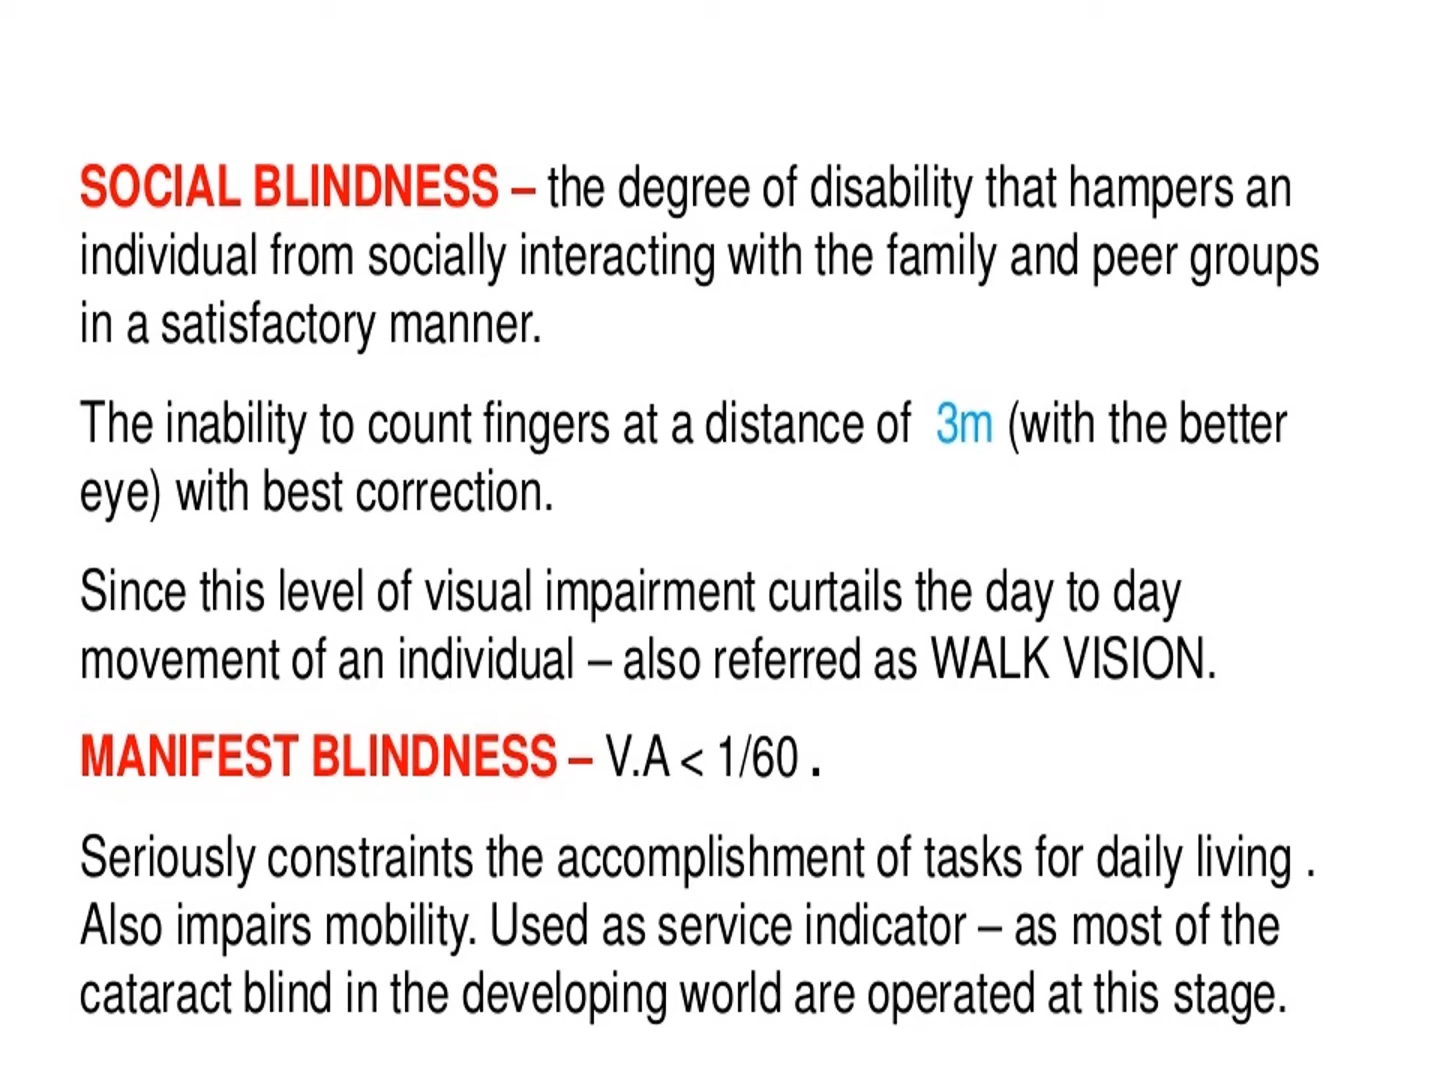 SOCIAL BLINDNESS – the degree of disability that hampers an
individual from socially interacting with the family and peer groups
in a satisfactory manner.
The inability to count fingers at a distance of 3m (with the better
eye) with best correction.
Since this level of visual impairment curtails the day to day
movement of an individual – also referred as WALK VISION.
MANIFEST BLINDNESS – V.A < 1/60 .
Seriously constraints the accomplishment of tasks for daily living .
Also impairs mobility. Used as service indicator – as most of the
cataract blind in the developing world are operated at this stage.